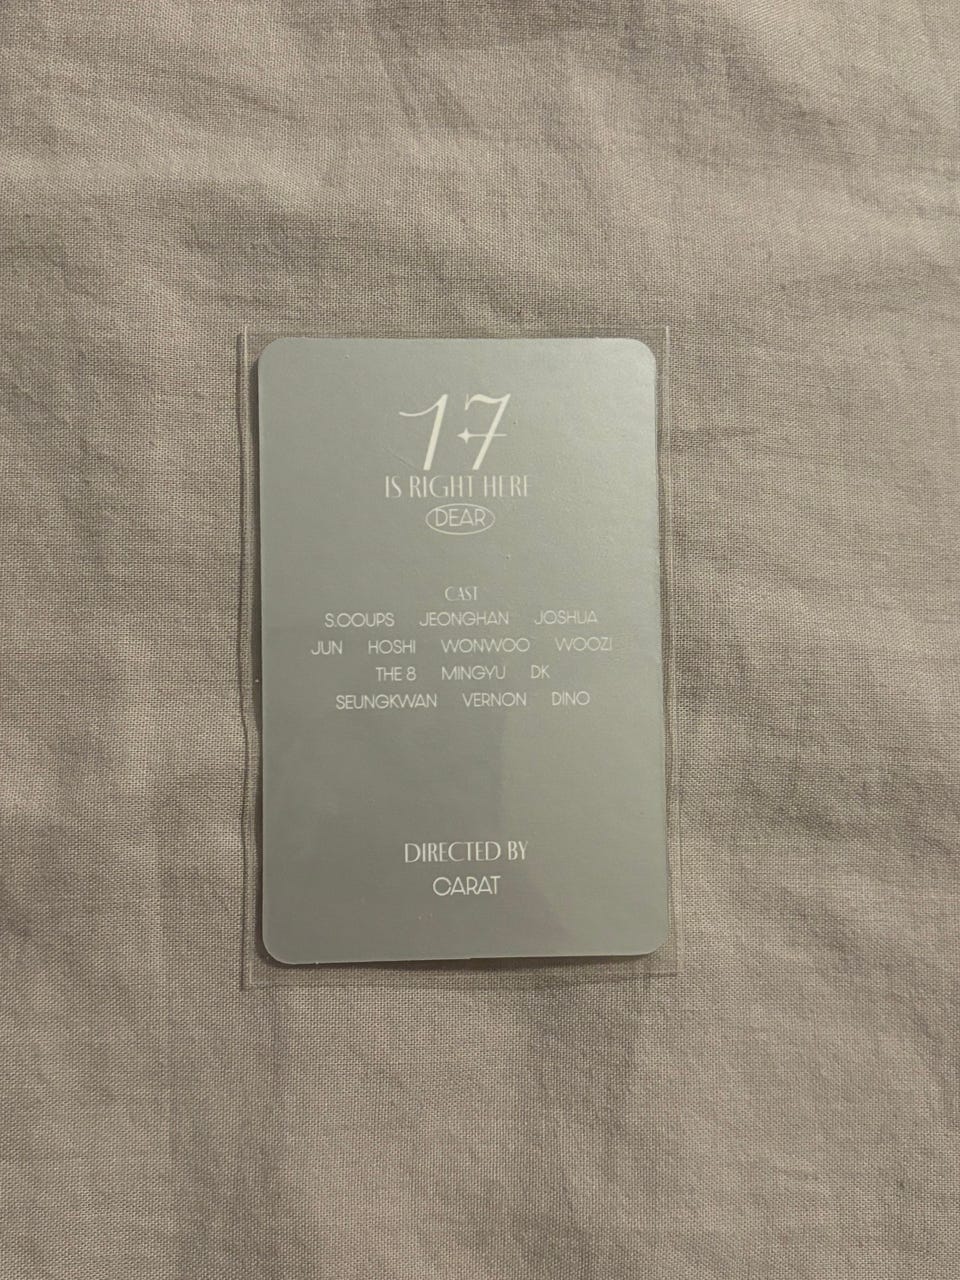 17
IS RIGHT HERE
DEAR
CAST
S.COUPS JEONGHAN JOSHUA
JUN HOSHI WONWOO WOOZI
THE 8 MINGYU DK
SEUNGKWAN VERNON DINO
DIRECTED BY
CARAT